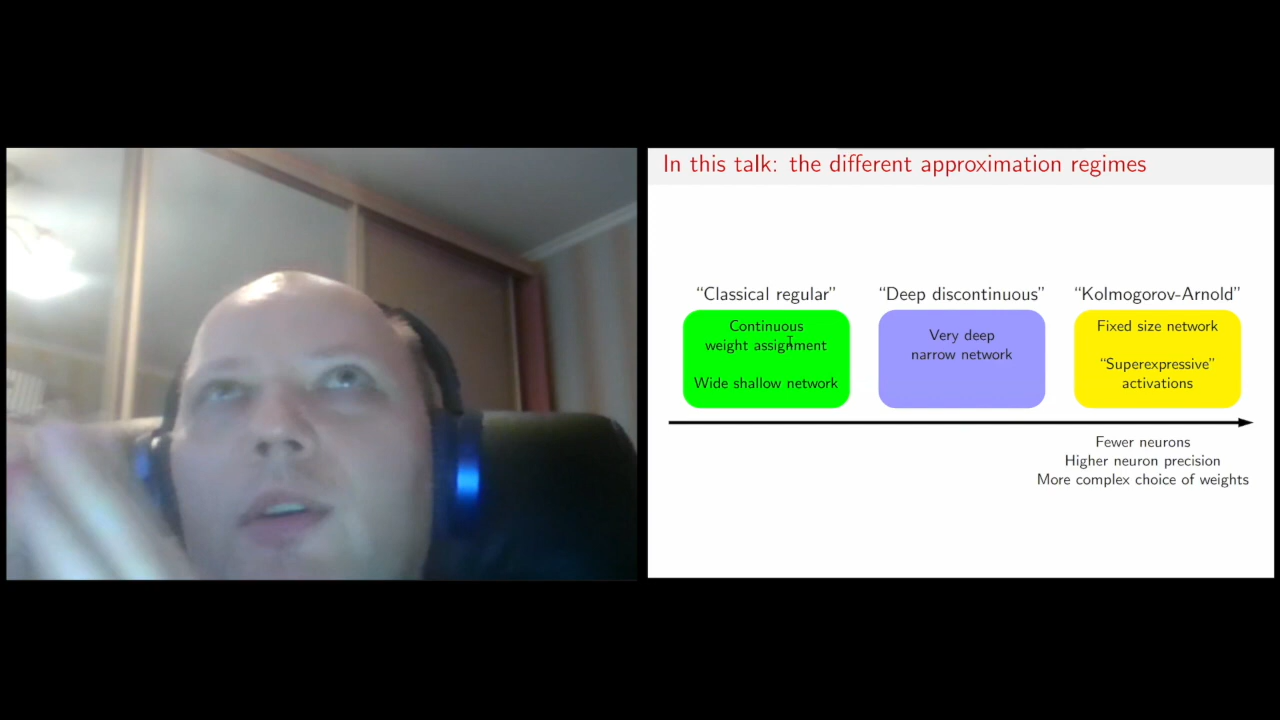 In this talk: the different approximation regimes
“Classical regular”
Continuous
weight assignment
Wide shallow network
“Deep discontinuous”
Very deep
narrow network
“Kolmogorov-Arnold”
Fixed size network
“Superexpressive”
activations
Fewer neurons
Higher neuron precision
More complex choice of weights